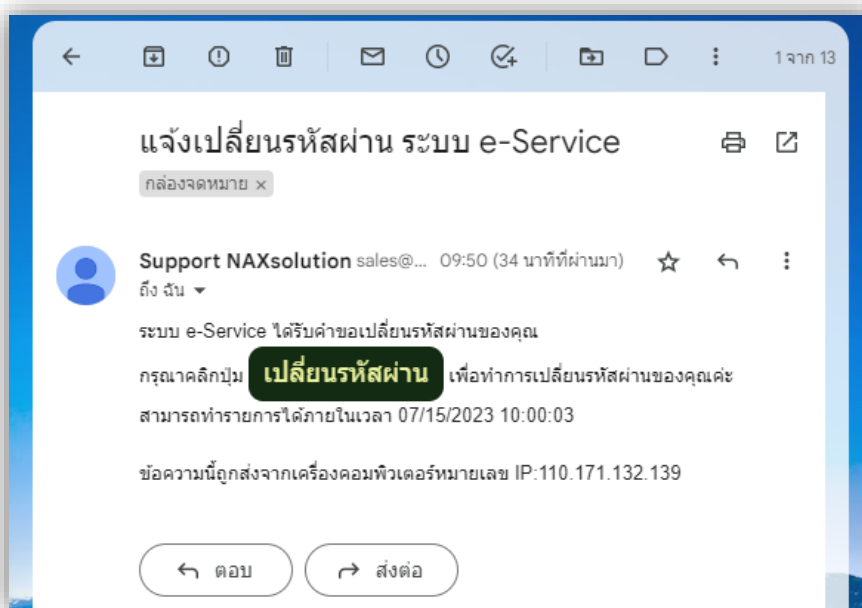 1 จาก 13
แจ้งเปลี่ยนรหัสผ่าน ระบบ e-Service
กล่องจดหมาย ×
Support NAXsolution sales@... 09:50 (34 นาทีที่ผ่านมา)
ถึง ฉัน
ระบบ e-Service ได้รับคำขอเปลี่ยนรหัสผ่านของคุณ
กรุณาคลิกปุ่ม เปลี่ยนรหัสผ่าน เพื่อทำการเปลี่ยนรหัสผ่านของคุณค่ะ
สามารถทำรายการได้ภายในเวลา 07/15/2023 10:00:03
ข้อความนี้ถูกส่งจากเครื่องคอมพิวเตอร์หมายเลข IP:110.171.132.139
ตอบ
ส่งต่อ